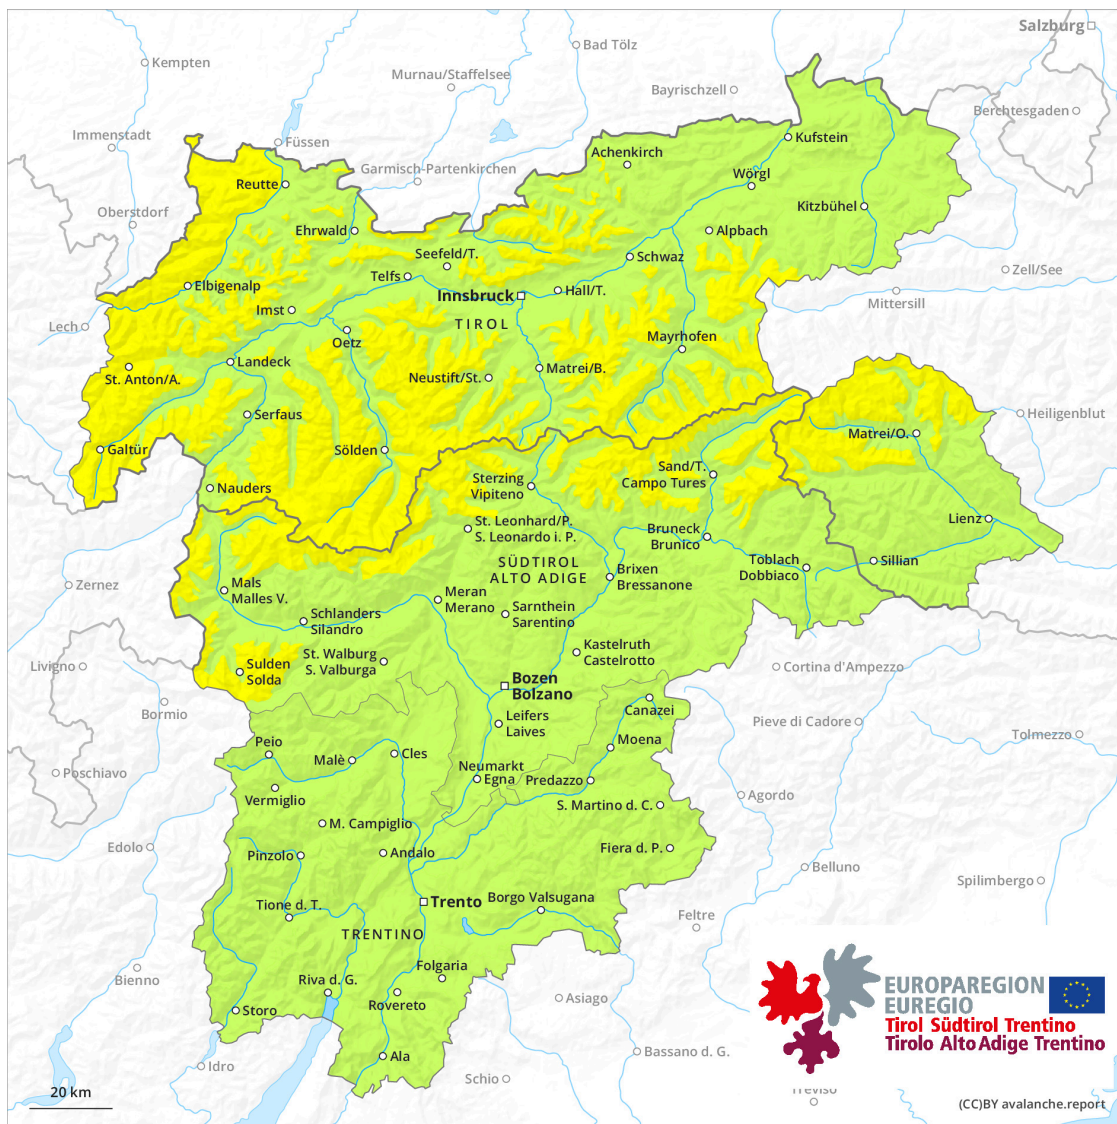 Salzburg
Bad Tölz
Kempten
Murnau/Staffelsee
Bayrischzell
Berchtesgaden
Immenstadt
Füssen
Kufstein
Achenkirch
Garmisch-Partenkirchen
Wörgl
Reutte
Oberstdorf
Kitzbühel
Ehrwald
Alpbach
Seefeld/T.
Schwaz
Zell/See
Telfs
Elbigenalp
Innsbruck
Hall/T.
Mittersill
Imst
TIROL
Lech
Oetz
Mayrhofen
Landeck
Matrei/B.
St. Anton/A.
Neustift/St.
Serfaus
Heiligenblut
Matrei/O.
Galtür
Sölden
Sand/T.
Campo Tures
Sterzing
Vipiteno
Nauders
Lienz
St. Leonhard/P.
S. Leonardo i. P.
Bruneck
Brunico
SÜDTIROL
ALTO ADIGE
Toblach
Dobbiaco
Sillian
Brixen
Bressanone
Zernez
Mals
Malles V.
Meran
Merano
Sarnthein
Sarentino
Schlanders
Silandro
Kastelruth
Castelrotto
St. Walburg
S. Valburga
Livigno
Sulden
Solda
Cortina d'Ampezzo
Bozen
Bolzano
Bormio
Canazei
Leifers
Laives
Pieve di Cadore
Tolmezzo
Peio
Moena
Cles
Malè
Poschiavo
Neumarkt
Egna
Predazzo
Vermiglio
Agordo
S. Martino d. C.
M. Campiglio
Edolo
Pinzolo
Andalo
Fiera d. P.
Belluno
Spilimbergo
Tione d. T.
Trento
Borgo Valsugana
Feltre
TRENTINO
Bienno
Folgaria
Riva d. G.
Rovereto
Storo
Asiago
EUROPAREGION
EUREGIO
Tirol Südtirol Trentino
Tirolo Alto Adige Trentino
Ala
Idro
Schio
Bassano d. G.
Treviso
20 km
(CC)BY avalanche.report